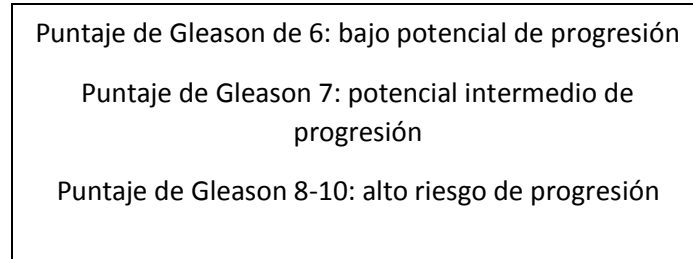 Puntaje de Gleason de 6: bajo potencial de progresión
Puntaje de Gleason 7: potencial intermedio de
progresión
Puntaje de Gleason 8-10: alto riesgo de progresión